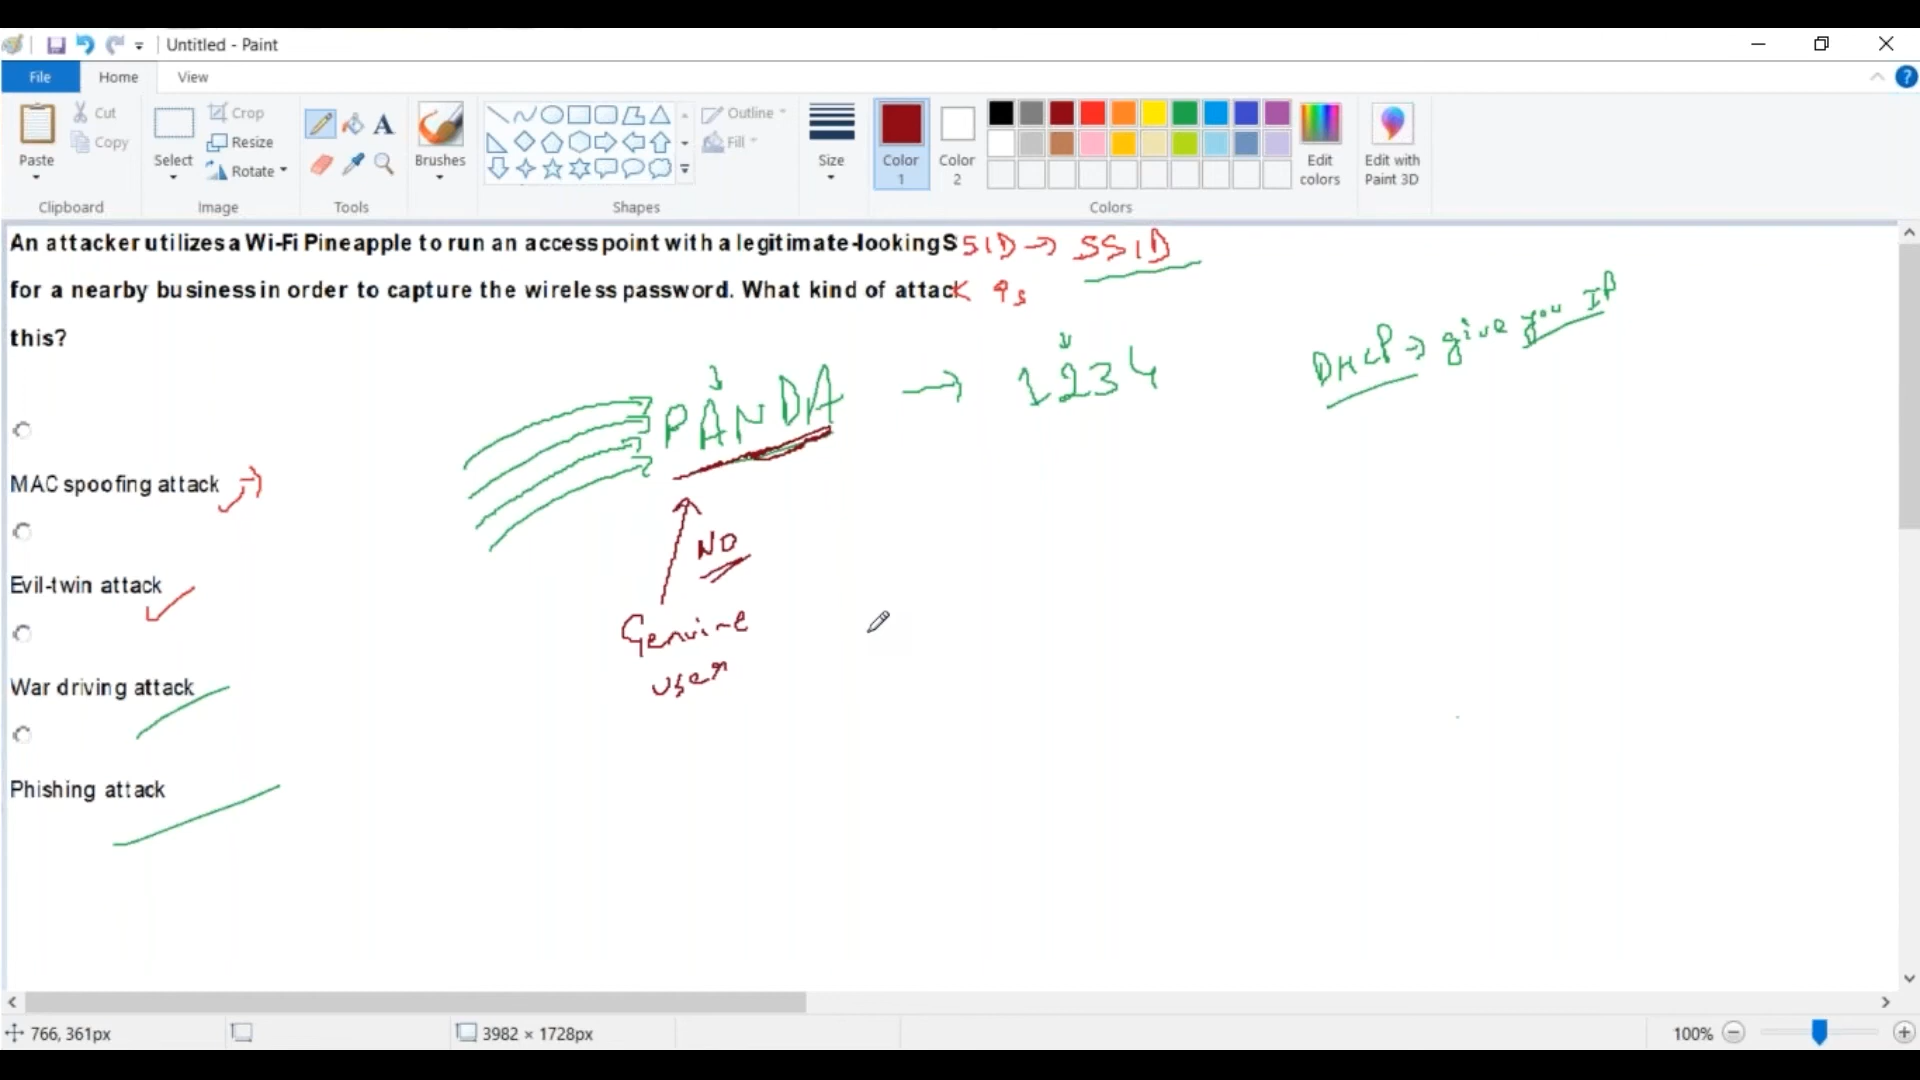 Untitled - Paint
File Home View
Paste
Cut
Copy
Clipboard
Select
Crop
Resize
Rotate
Image
A
Tools
Brushes
Shapes
Outline
Fill
Size
Color 1
Color 2
Colors
Edit colors
Edit with Paint 3D
An attacker utilizes a Wi-Fi Pineapple to run an access point with a legitimate-looking S SID → SSID
for a nearby business in order to capture the wireless password. What kind of attacK is
this?
DHCP → give you IP
PANDA → 1234
MAC spoofing attack
NO
Evil-twin attack
Genuine
user
War driving attack
Phishing attack
766, 361px
3982 × 1728px
100%